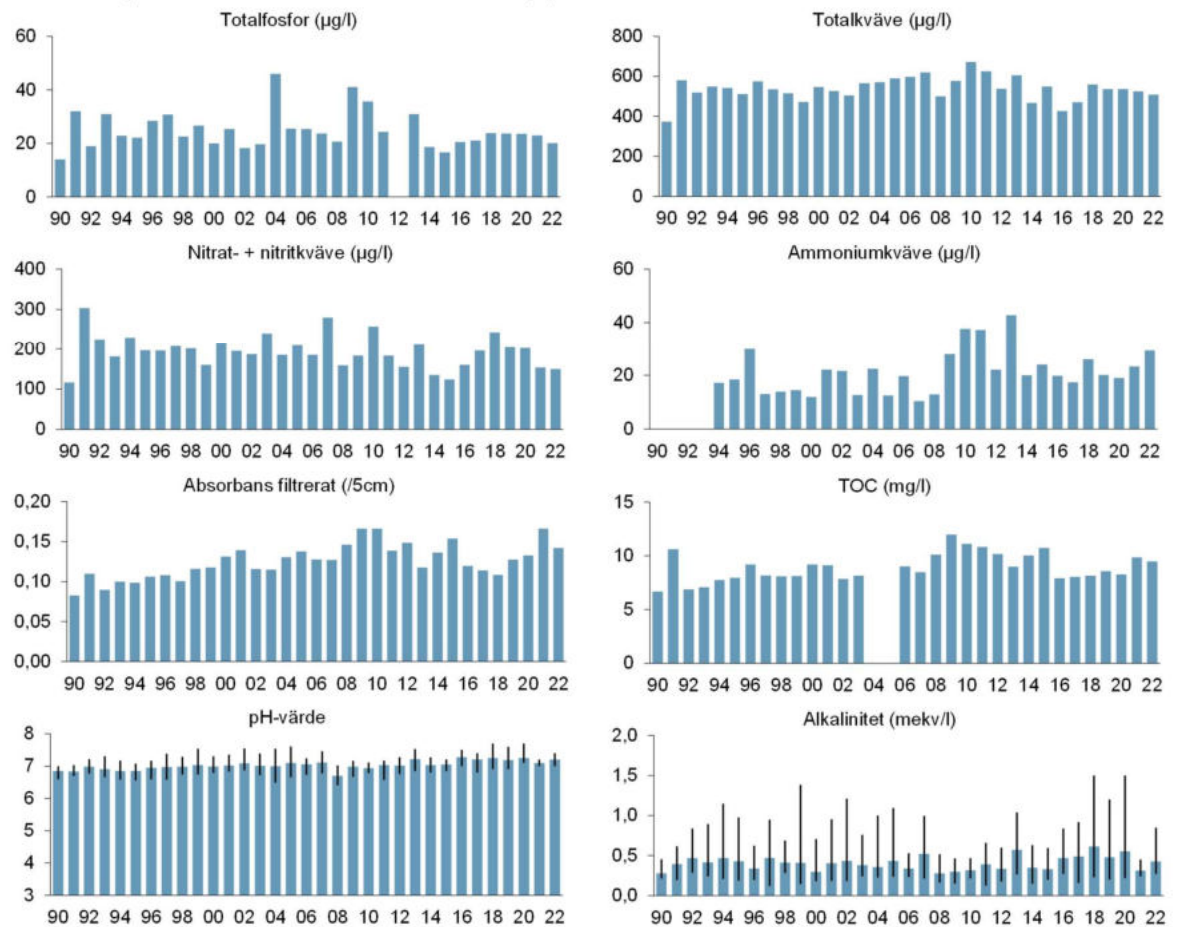 Totalfosfor (µg/l)
60
40
20
0
90 92 94 96 98 00 02 04 06 08 10 12 14 16 18 20 22
Totalkväve (µg/l)
800
600
400
200
0
90 92 94 96 98 00 02 04 06 08 10 12 14 16 18 20 22
Nitrat- + nitritkväve (µg/l)
400
300
200
100
0
90 92 94 96 98 00 02 04 06 08 10 12 14 16 18 20 22
Ammoniumkväve (µg/l)
60
40
20
0
90 92 94 96 98 00 02 04 06 08 10 12 14 16 18 20 22
Absorbans filtrerat (/5cm)
0,20
0,15
0,10
0,05
0,00
90 92 94 96 98 00 02 04 06 08 10 12 14 16 18 20 22
TOC (mg/l)
15
10
5
0
90 92 94 96 98 00 02 04 06 08 10 12 14 16 18 20 22
pH-värde
8
7
6
5
4
3
90 92 94 96 98 00 02 04 06 08 10 12 14 16 18 20 22
Alkalinitet (mekv/l)
2,0
1,5
1,0
0,5
0,0
90 92 94 96 98 00 02 04 06 08 10 12 14 16 18 20 22